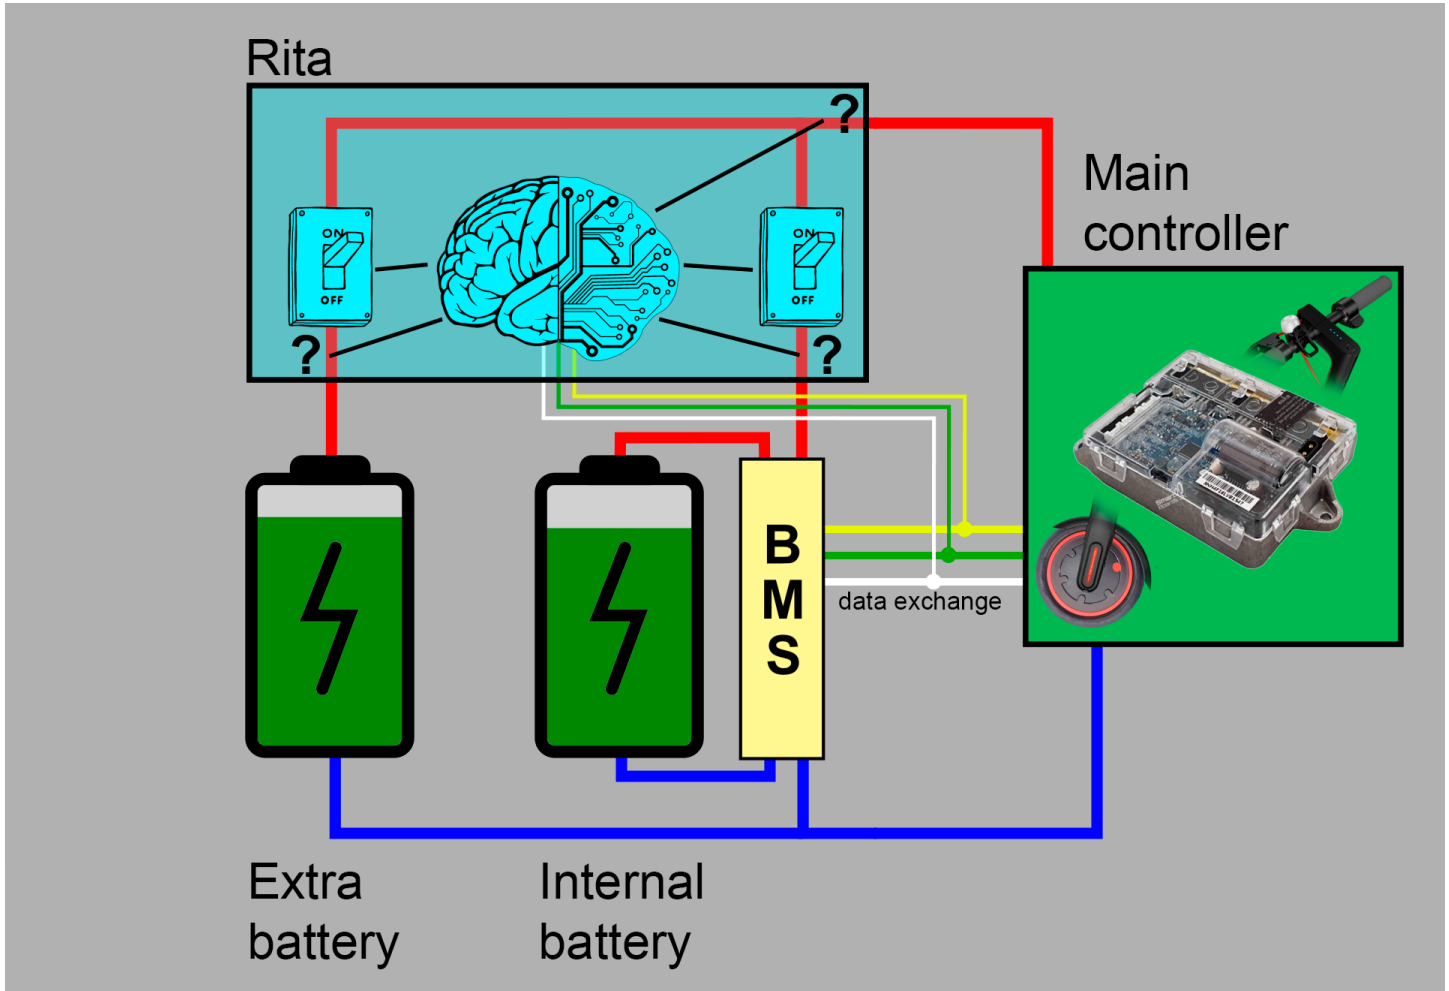 Rita
?
Main
controller
ON
OFF
ON
OFF
?
?
B
M
S
data exchange
Extra
battery
Internal
battery